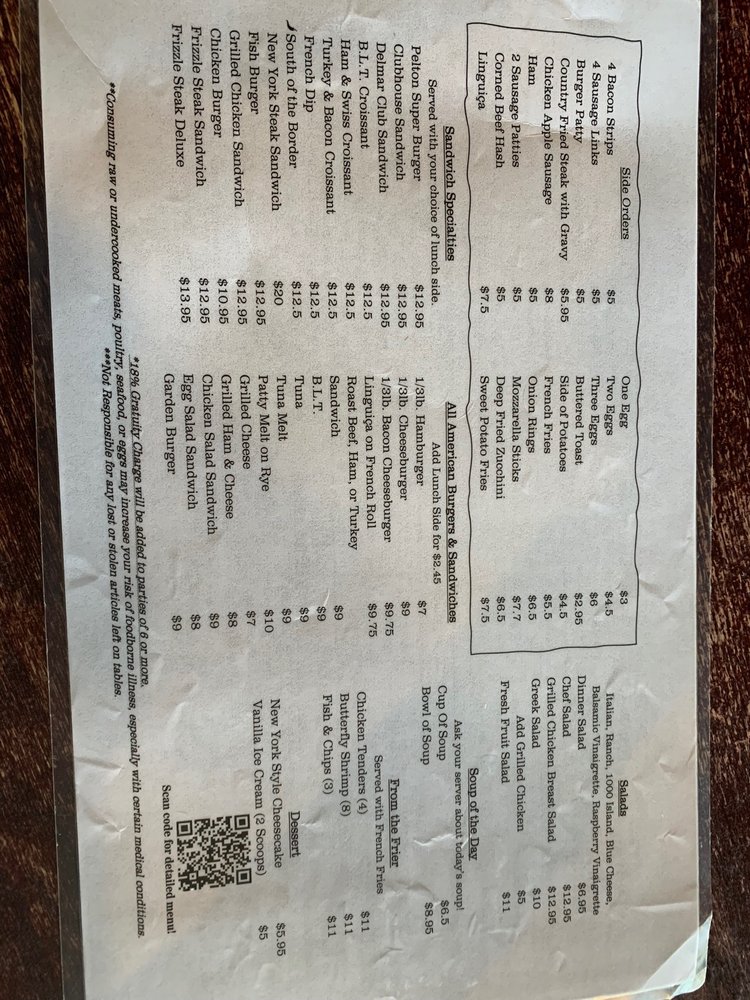 Side Orders
4 Bacon Strips $5
4 Sausage Links $5
Burger Patty $5
Country Fried Steak with Gravy $5.95
Chicken Apple Sausage $8
Ham $5
2 Sausage Patties $5
Corned Beef Hash $5
Linguiça $7.5
One Egg $3
Two Eggs $4.5
Three Eggs $6
Buttered Toast $2.95
Side of Potatoes $4.5
French Fries $5.5
Onion Rings $6.5
Mozzarella Sticks $7.7
Deep Fried Zucchini $6.5
Sweet Potato Fries $7.5
Sandwich Specialties
Served with your choice of lunch side.
Pelton Super Burger $12.95
Clubhouse Sandwich $12.95
Delmar Club Sandwich $12.95
B.L.T. Croissant $12.5
Ham & Swiss Croissant $12.5
Turkey & Bacon Croissant $12.5
French Dip $12.5
South of the Border $12.5
New York Steak Sandwich $20
Fish Burger $12.95
Grilled Chicken Sandwich $12.95
Chicken Burger $10.95
Frizzle Steak Sandwich $12.95
Frizzle Steak Deluxe $13.95
All American Burgers & Sandwiches
Add Lunch Side for $2.45
1/3lb. Hamburger $7
1/3lb. Cheeseburger $9
1/3lb. Bacon Cheeseburger $9.75
Linguiça on French Roll $9.75
Roast Beef, Ham, or Turkey
Sandwich $9
B.L.T. $9
Tuna $9
Tuna Melt $9
Patty Melt on Rye $10
Grilled Cheese $7
Grilled Ham & Cheese $8
Chicken Salad Sandwich $9
Egg Salad Sandwich $8
Garden Burger $9
Salads
Italian, Ranch, 1000 Island, Blue Cheese,
Balsamic Vinaigrette, Raspberry Vinaigrette
Dinner Salad $6.95
Chef Salad $12.95
Grilled Chicken Breast Salad $12.95
Greek Salad $10
Add Grilled Chicken $5
Fresh Fruit Salad $11
Soup of the Day
Ask your server about today's soup!
Cup Of Soup $6.5
Bowl of Soup $8.95
From the Frier
Served with French Fries
Chicken Tenders (4) $11
Butterfly Shrimp (8) $11
Fish & Chips (3) $11
Dessert
New York Style Cheesecake $5.95
Vanilla Ice Cream (2 Scoops) $5
Scan code for detailed menu!
*18% Gratuity Charge will be added to parties of 6 or more.
**Consuming raw or undercooked meats, poultry, seafood, or eggs may increase your risk of foodborne illness, especially with certain medical conditions.
***Not Responsible for any lost or stolen articles left on tables.